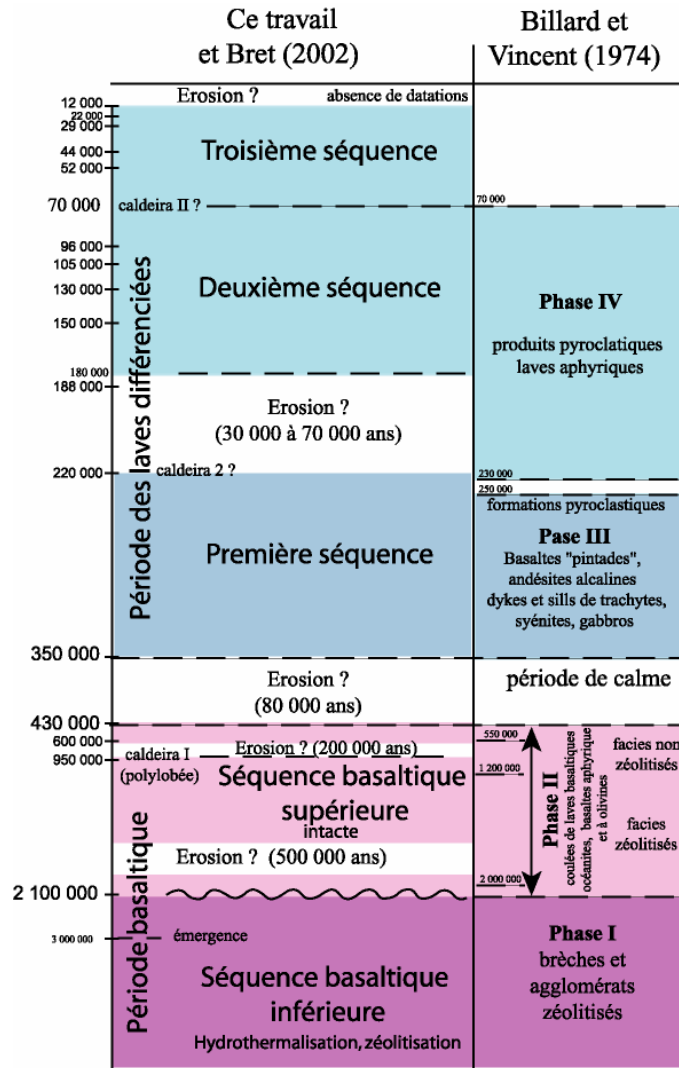 Ce travail
et Bret (2002)
Billard et
Vincent (1974)
Erosion ?
absence de datations
12 000
22 000
29 000
44 000
52 000
Troisième séquence
70 000
caldeira II ?
70 000
96 000
105 000
130 000
150 000
180 000
188 000
Deuxième séquence
Phase IV
produits pyroclatiques
laves aphyriques
Erosion ?
(30 000 à 70 000 ans)
Période des laves différenciées
220 000
caldeira 2 ?
230 000
250 000
formations pyroclastiques
Première séquence
Pase III
Basaltes "pintades",
andésites alcalines
dykes et sills de trachytes,
syénites, gabbros
350 000
Erosion ?
(80 000 ans)
période de calme
430 000
600 000
950 000
Erosion ? (200 000 ans)
caldeira I
(polylobée)
Séquence basaltique
supérieure
intacte
Erosion ? (500 000 ans)
550 000
1 200 000
2 000 000
Phase II
coulées de laves basaltiques
océanites, basaltes aphyrique
et à olivines
facies non
zéolitisés
facies
zéolitisés
2 100 000
3 000 000
émergence
Période basaltique
Séquence basaltique
inférieure
Hydrothermalisation, zéolitisation
Phase I
brèches et
agglomérats
zéolitisés